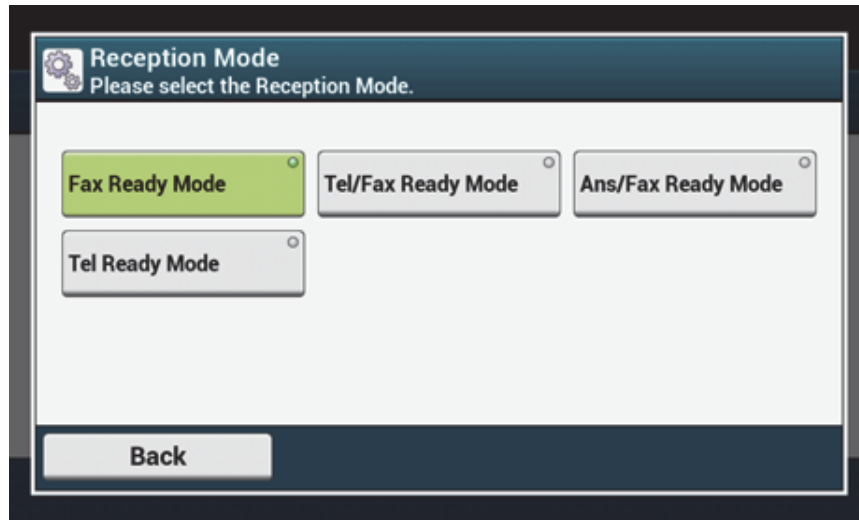 Reception Mode
Please select the Reception Mode.
Fax Ready Mode
Tel/Fax Ready Mode
Ans/Fax Ready Mode
Tel Ready Mode
Back